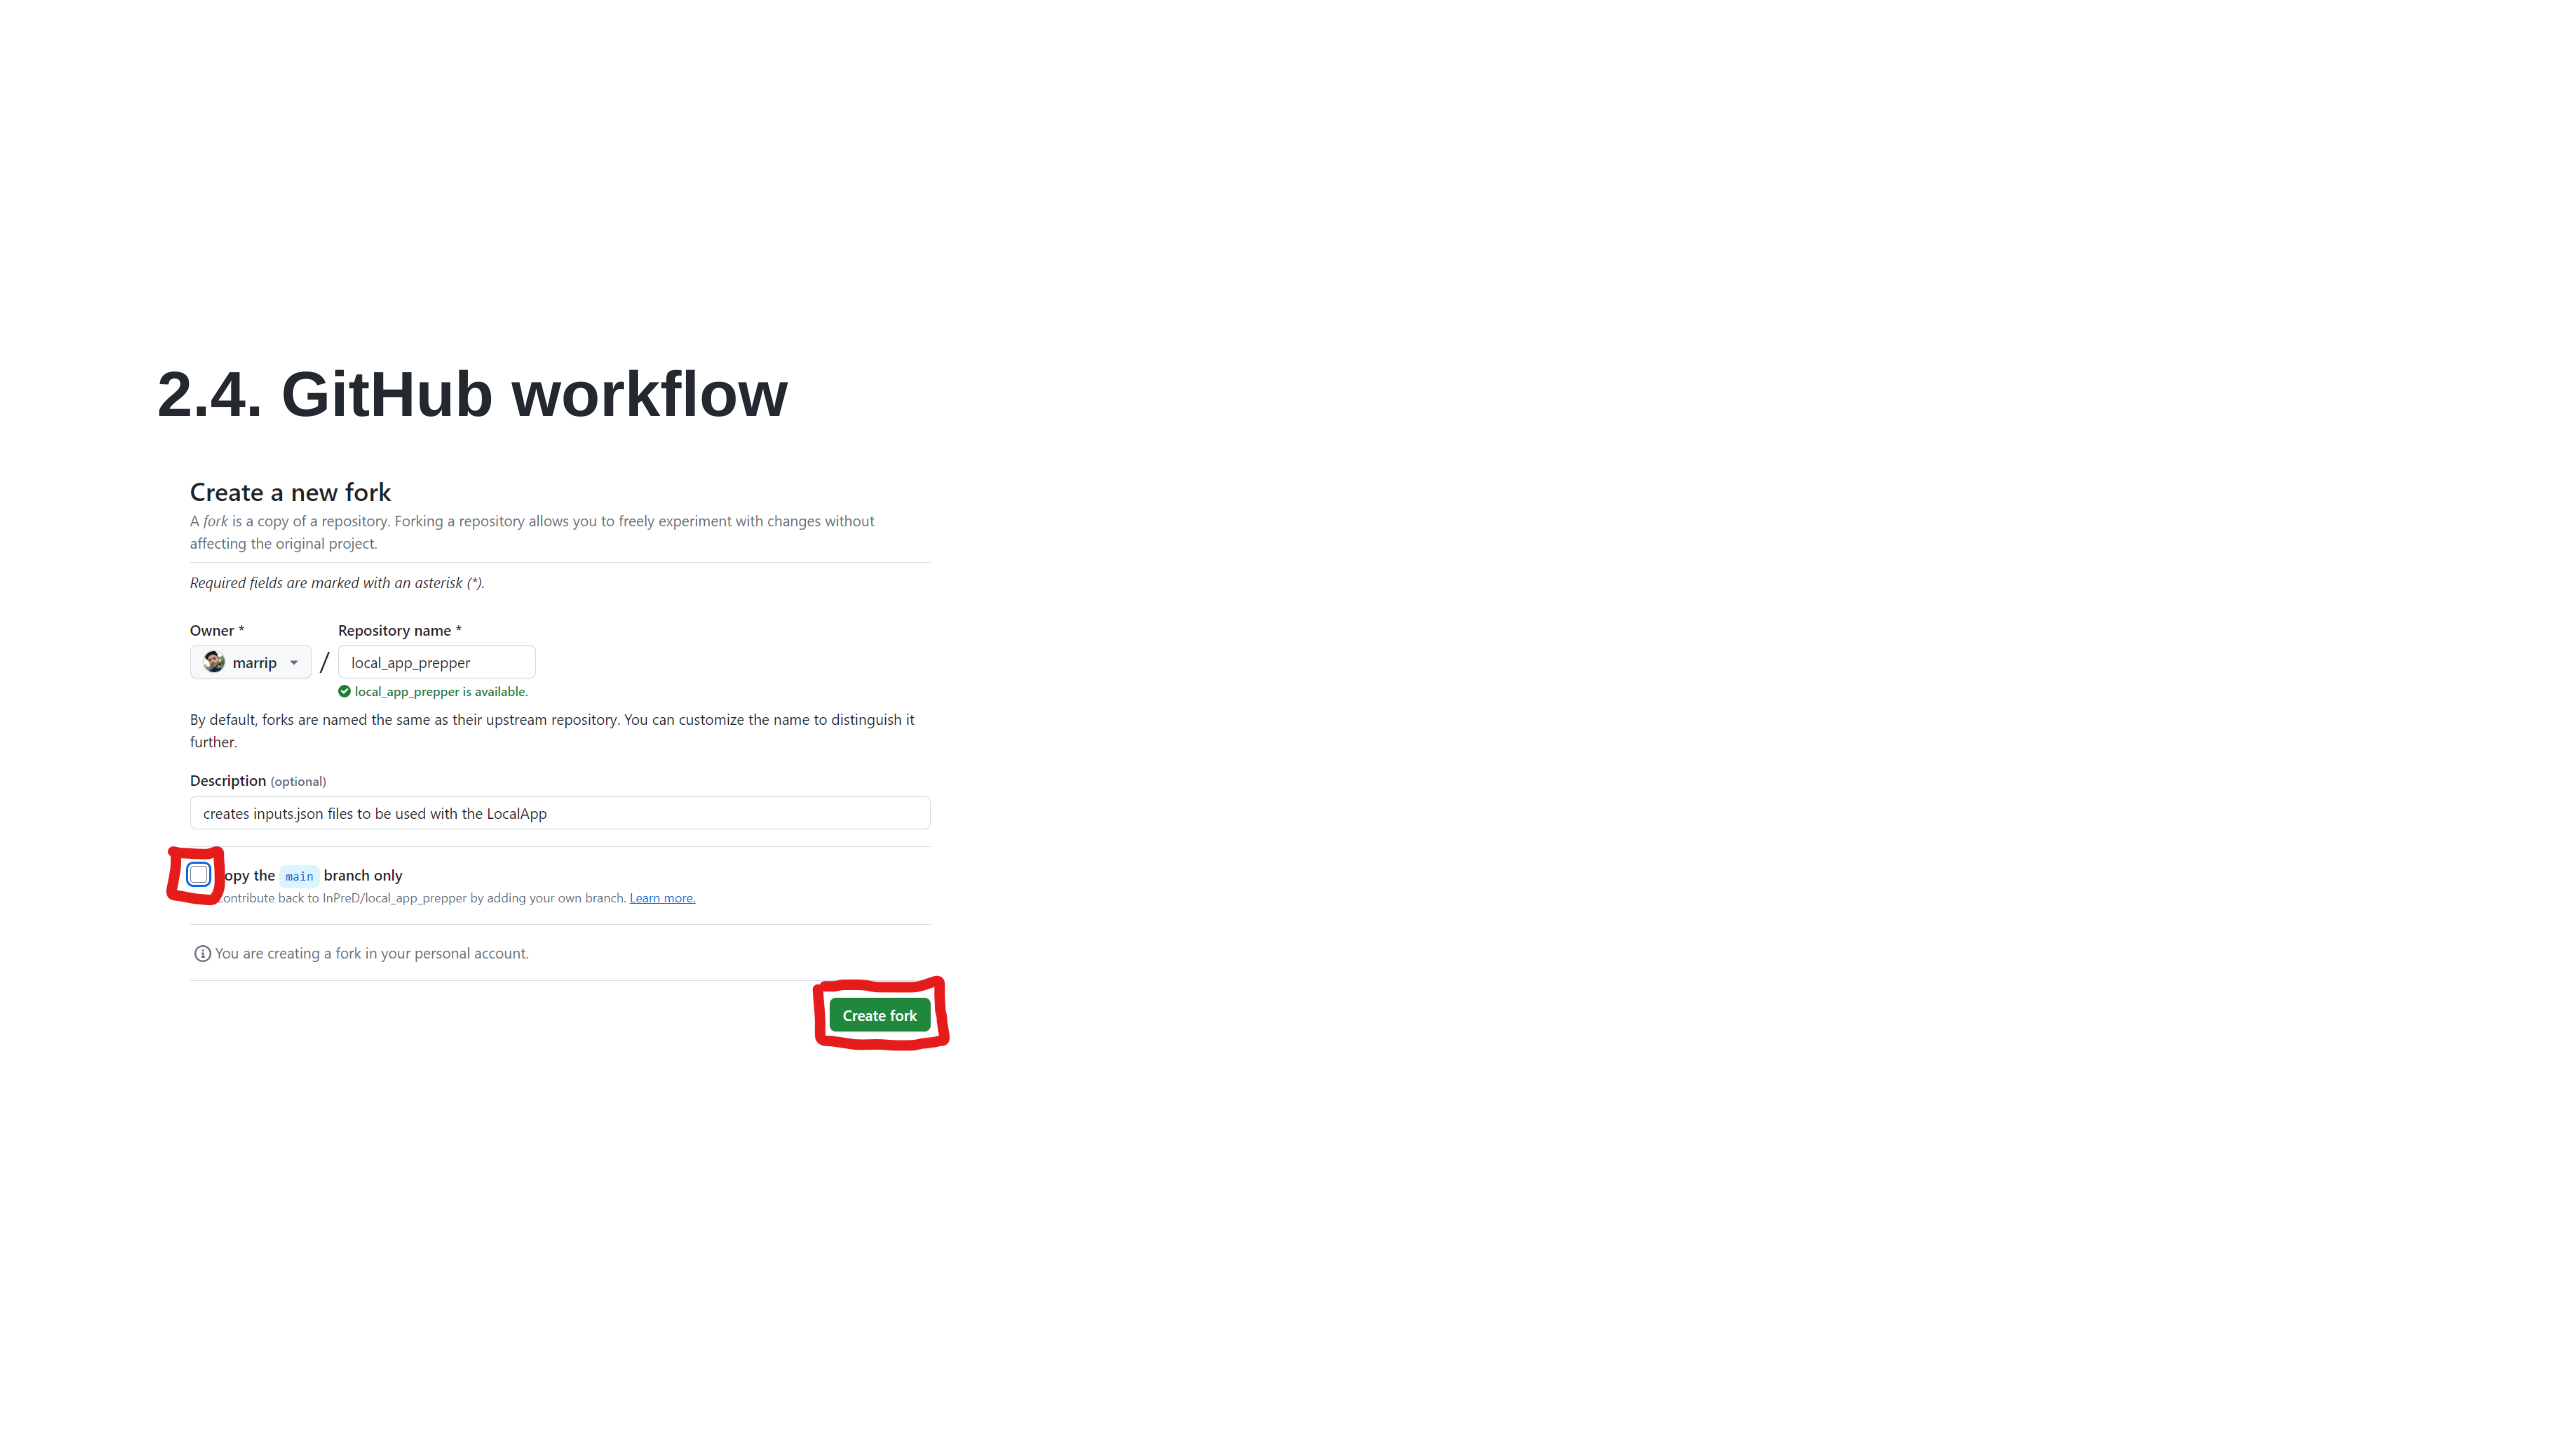 2.4. GitHub workflow
Create a new fork
A fork is a copy of a repository. Forking a repository allows you to freely experiment with changes without
affecting the original project.
Required fields are marked with an asterisk (*).
Owner * Repository name *
marrip / local_app_prepper
local_app_prepper is available.
By default, forks are named the same as their upstream repository. You can customize the name to distinguish it
further.
Description (optional)
creates inputs.json files to be used with the LocalApp
opy the main branch only
ontribute back to InPreD/local_app_prepper by adding your own branch. Learn more.
You are creating a fork in your personal account.
Create fork